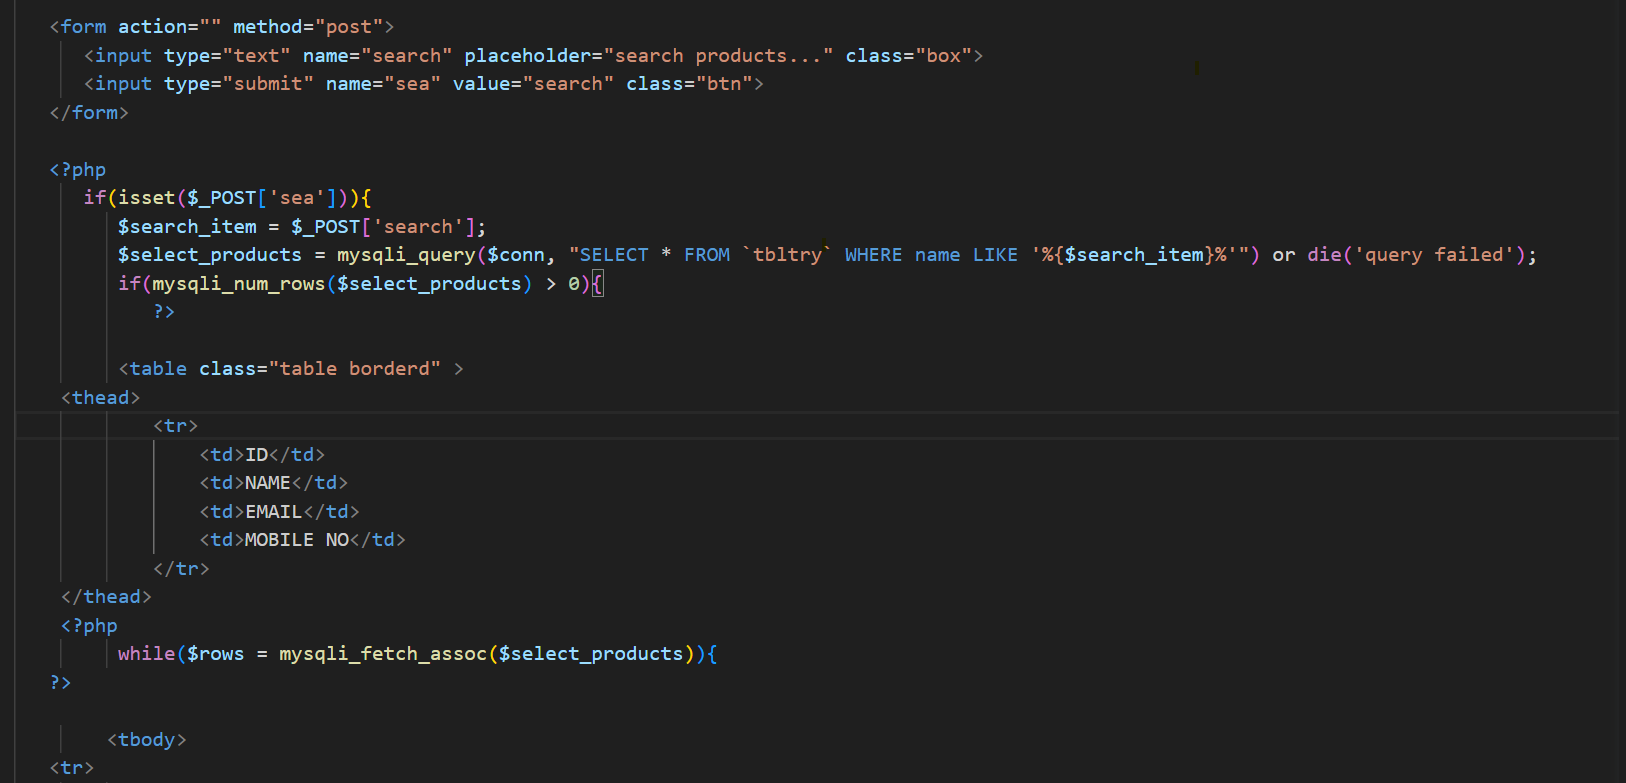 <form action="" method="post">
<input type="text" name="search" placeholder="search products..." class="box">
<input type="submit" name="sea" value="search" class="btn">
</form>
<?php
if(isset($_POST['sea'])){
$search_item = $_POST['search'];
$select_products = mysqli_query($conn, "SELECT * FROM `tbltry` WHERE name LIKE '%{$search_item}%'") or die('query failed');
if(mysqli_num_rows($select_products) > 0){
?>
<table class="table borderd" >
<thead>
<tr>
<td>ID</td>
<td>NAME</td>
<td>EMAIL</td>
<td>MOBILE NO</td>
</tr>
</thead>
<?php
while($rows = mysqli_fetch_assoc($select_products)){
?>
<tbody>
<tr>